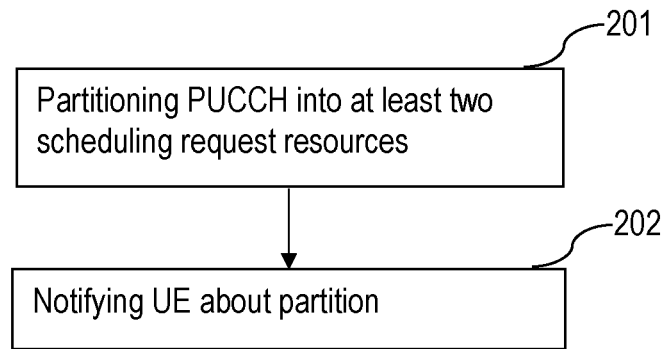 201
Partitioning PUCCH into at least two
scheduling request resources
202
Notifying UE about partition